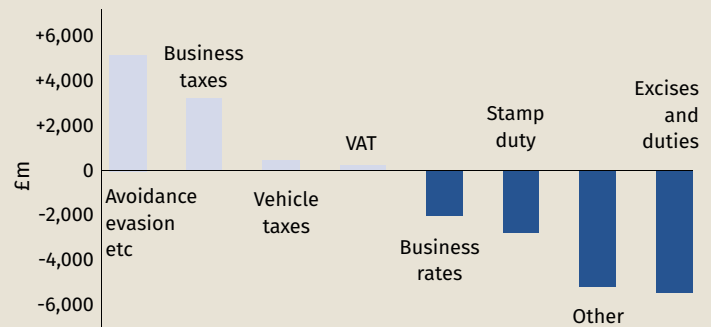 +6,000
+4,000
+2,000
0
-2,000
-4,000
-6,000
£m
Avoidance
evasion
etc
Business
taxes
Vehicle
taxes
VAT
Business
rates
Stamp
duty
Other
Excises
and
duties